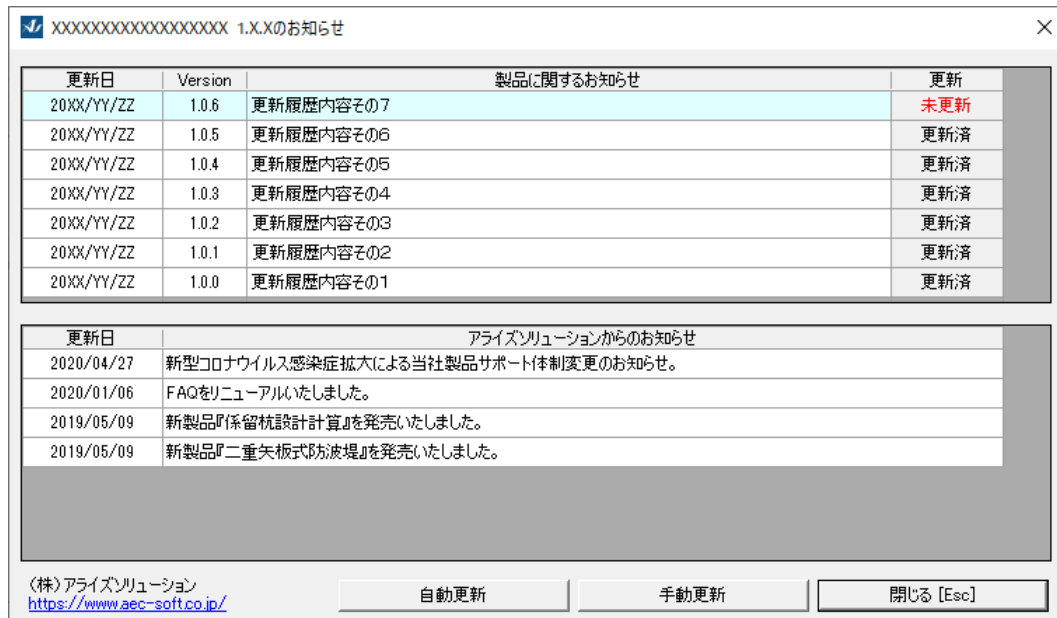 XXXXXXXXXXXXXXXXXX 1.X.Xのお知らせ
更新日 Version 製品に関するお知らせ 更新
20XX/YY/ZZ 1.0.6 更新履歴内容その7 未更新
20XX/YY/ZZ 1.0.5 更新履歴内容その6 更新済
20XX/YY/ZZ 1.0.4 更新履歴内容その5 更新済
20XX/YY/ZZ 1.0.3 更新履歴内容その4 更新済
20XX/YY/ZZ 1.0.2 更新履歴内容その3 更新済
20XX/YY/ZZ 1.0.1 更新履歴内容その2 更新済
20XX/YY/ZZ 1.0.0 更新履歴内容その1 更新済
更新日 アライズソリューションからのお知らせ
2020/04/27 新型コロナウイルス感染症拡大による当社製品サポート体制変更のお知らせ。
2020/01/06 FAQをリニューアルいたしました。
2019/05/09 新製品『係留杭設計計算』を発売いたしました。
2019/05/09 新製品『二重矢板式防波堤』を発売いたしました。
(株)アライズソリューション
https://www.aec-soft.co.jp/
自動更新 手動更新 閉じる [Esc]